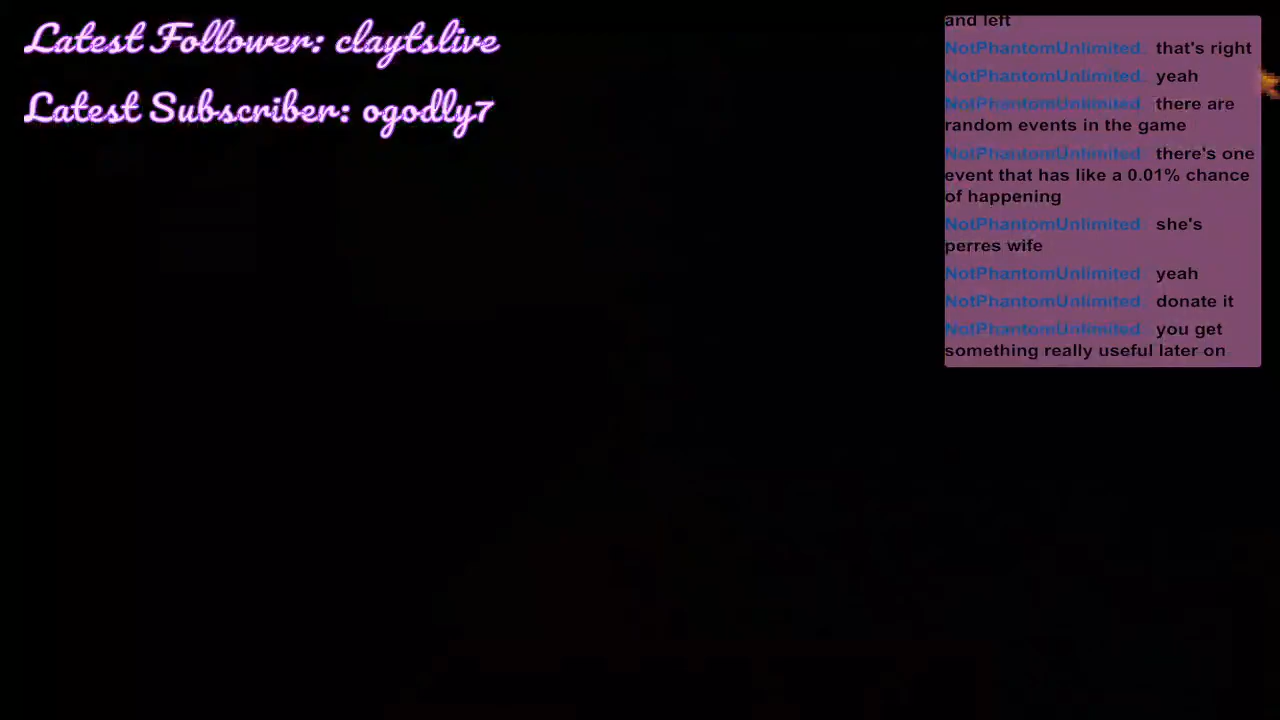 Latest Follower: claytslive
Latest Subscriber: ogodly7
and left
NotPhantomUnlimited: that's right
NotPhantomUnlimited: yeah
NotPhantomUnlimited: there are
random events in the game
NotPhantomUnlimited: there's one
event that has like a 0.01% chance
of happening
NotPhantomUnlimited: she's
perres wife
NotPhantomUnlimited: yeah
NotPhantomUnlimited: donate it
NotPhantomUnlimited: you get
something really useful later on